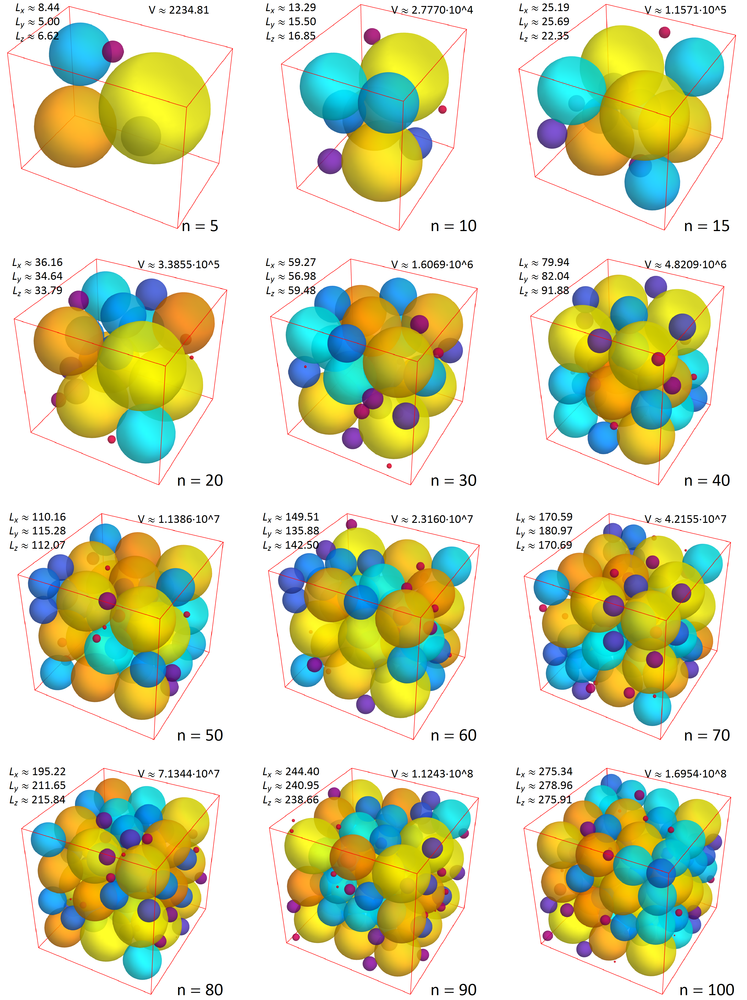 Lx ≈ 8.44
Ly ≈ 5.00
Lz ≈ 6.62
V ≈ 2234.81
n = 5
Lx ≈ 13.29
Ly ≈ 15.50
Lz ≈ 16.85
V ≈ 2.7770·10^4
n = 10
Lx ≈ 25.19
Ly ≈ 25.69
Lz ≈ 22.35
V ≈ 1.1571·10^5
n = 15
Lx ≈ 36.16
Ly ≈ 34.64
Lz ≈ 33.79
V ≈ 3.3855·10^5
n = 20
Lx ≈ 59.27
Ly ≈ 56.98
Lz ≈ 59.48
V ≈ 1.6069·10^6
n = 30
Lx ≈ 79.94
Ly ≈ 82.04
Lz ≈ 91.88
V ≈ 4.8209·10^6
n = 40
Lx ≈ 110.16
Ly ≈ 115.28
Lz ≈ 112.07
V ≈ 1.1386·10^7
n = 50
Lx ≈ 149.51
Ly ≈ 135.88
Lz ≈ 142.50
V ≈ 2.3160·10^7
n = 60
Lx ≈ 170.59
Ly ≈ 180.97
Lz ≈ 170.69
V ≈ 4.2155·10^7
n = 70
Lx ≈ 195.22
Ly ≈ 211.65
Lz ≈ 215.84
V ≈ 7.1344·10^7
n = 80
Lx ≈ 244.40
Ly ≈ 240.95
Lz ≈ 238.66
V ≈ 1.1243·10^8
n = 90
Lx ≈ 275.34
Ly ≈ 278.96
Lz ≈ 275.91
V ≈ 1.6954·10^8
n = 100